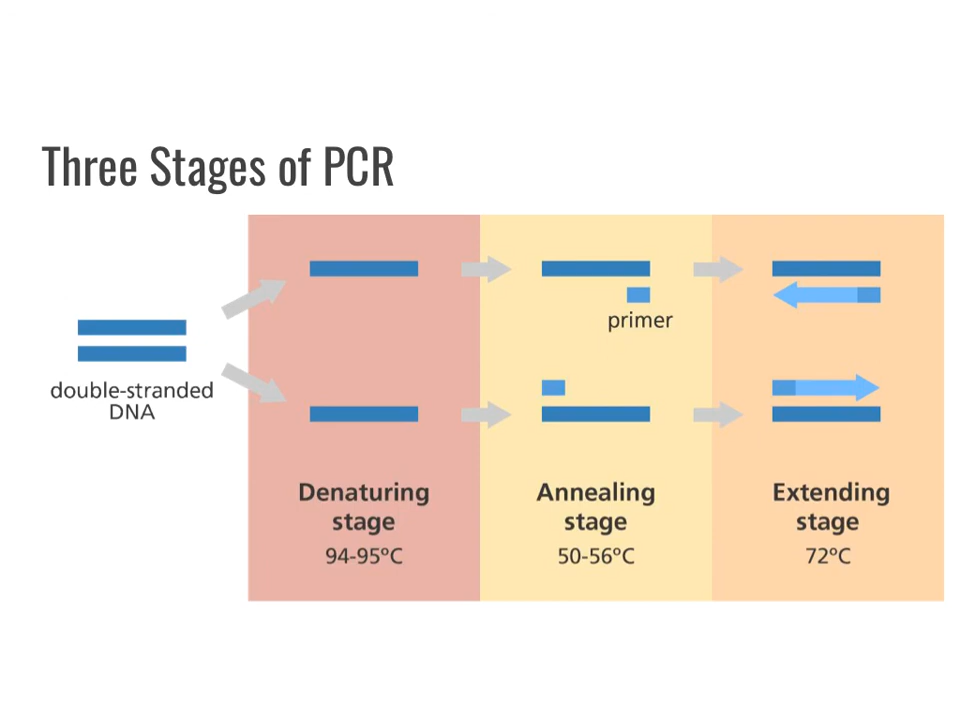 Three Stages of PCR
primer
double-stranded
DNA
Denaturing
stage
94-95ºC
Annealing
stage
50-56ºC
Extending
stage
72ºC